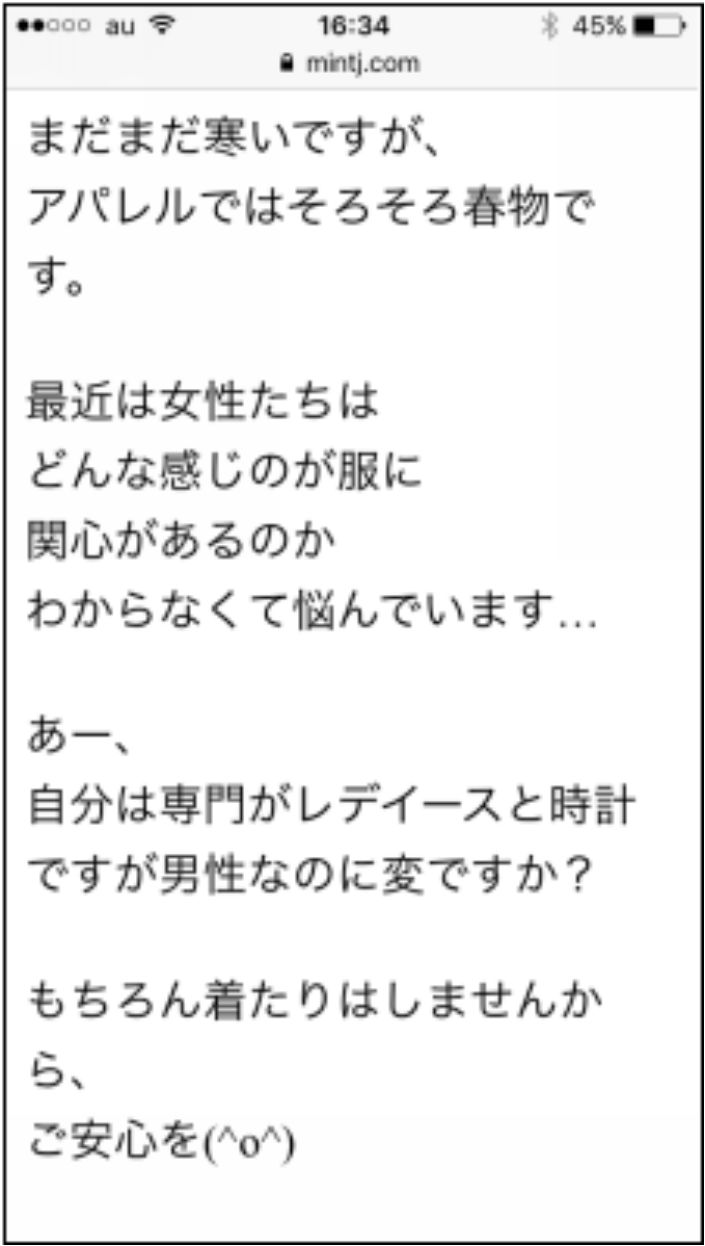 au 16:34 45%
mintj.com
まだまだ寒いですが、
アパレルではそろそろ春物で
す。
最近は女性たちは
どんな感じのが服に
関心があるのか
わからなくて悩んでいます…
あー、
自分は専門がレデイースと時計
ですが男性なのに変ですか？
もちろん着たりはしませんか
ら、
ご安心を(^o^)